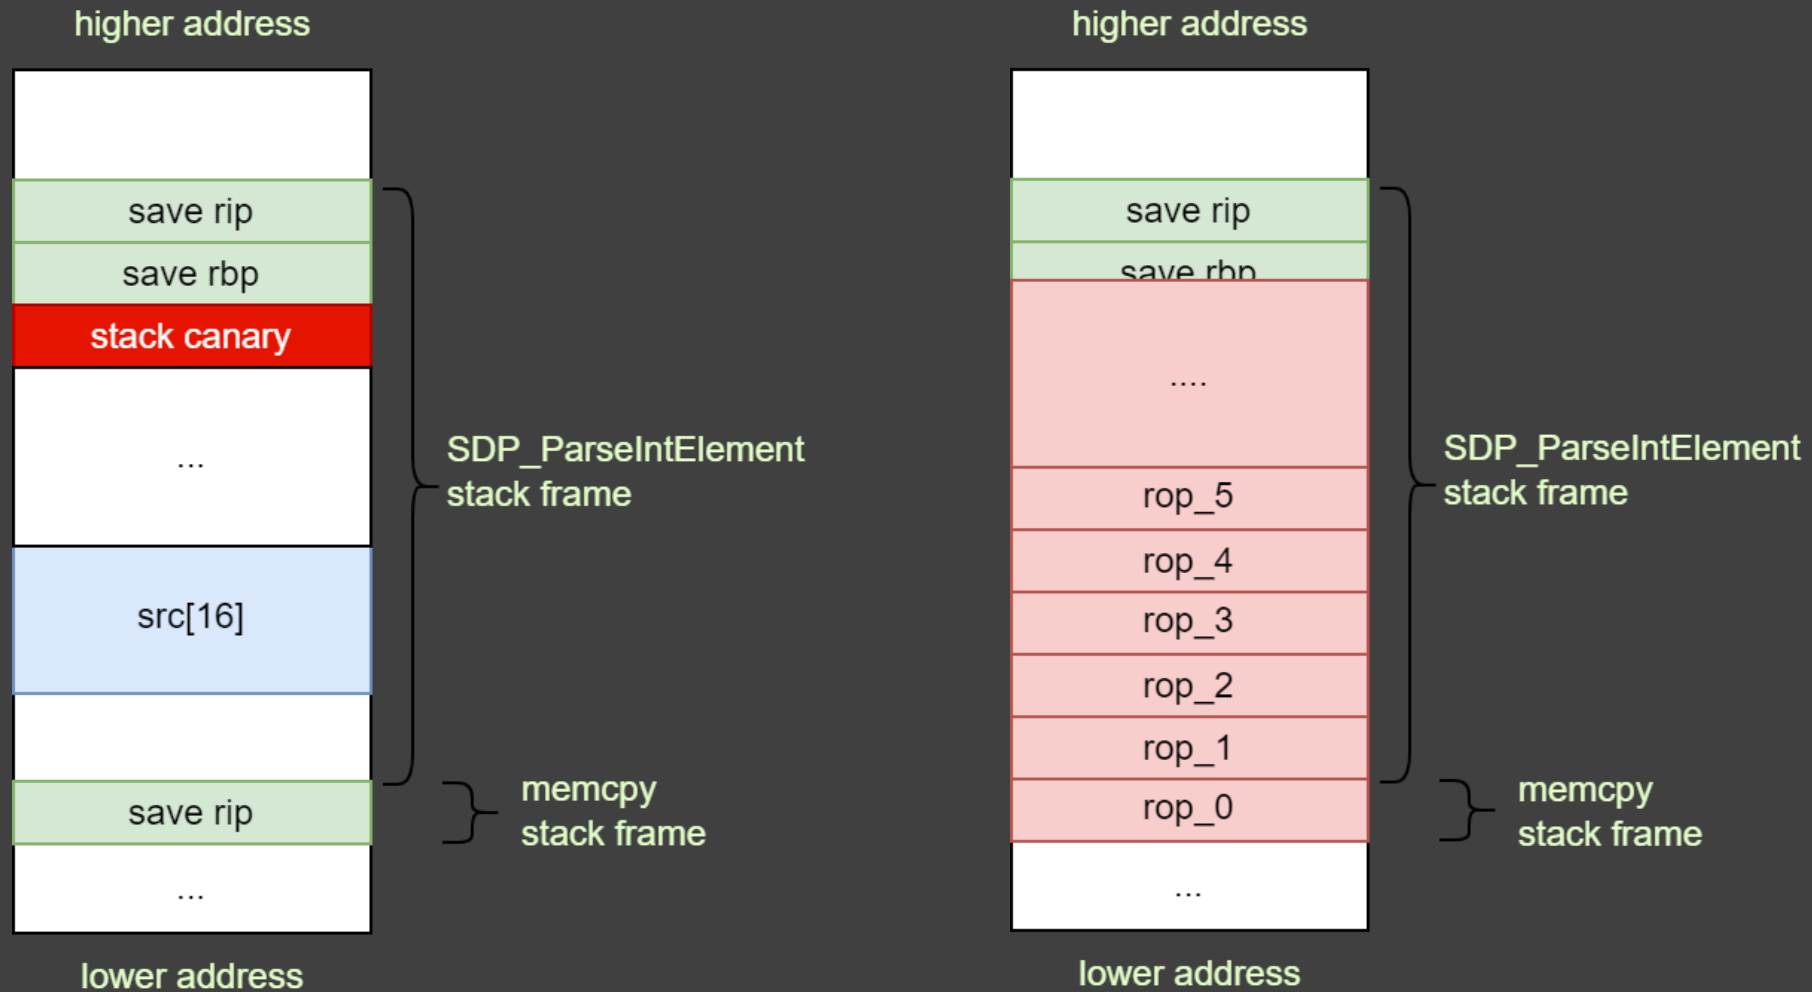 higher address
save rip
save rbp
stack canary
...
src[16]
SDP_ParseIntElement
stack frame
save rip
memcpy
stack frame
...
lower address
higher address
save rip
save rbp
....
rop_5
rop_4
rop_3
rop_2
rop_1
rop_0
SDP_ParseIntElement
stack frame
memcpy
stack frame
...
lower address